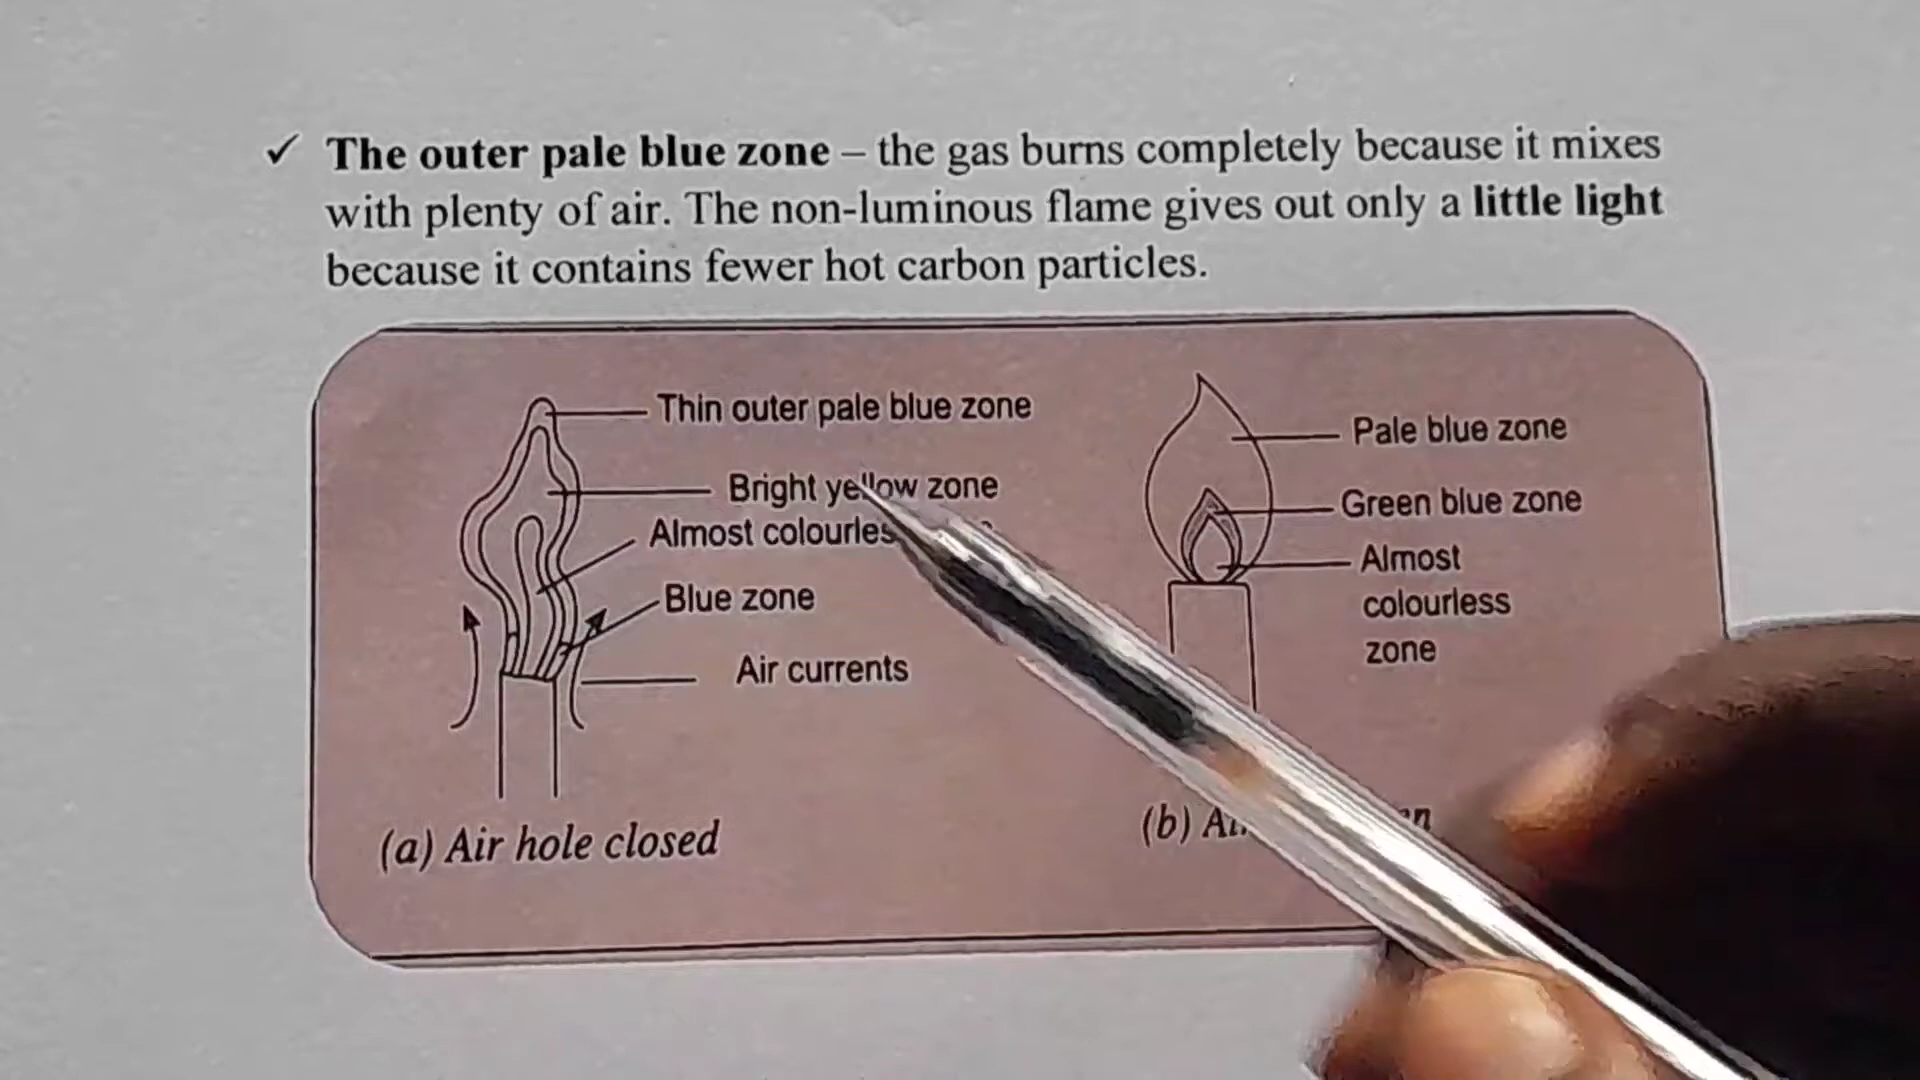 ✓ The outer pale blue zone – the gas burns completely because it mixes
with plenty of air. The non-luminous flame gives out only a little light
because it contains fewer hot carbon particles.
Thin outer pale blue zone
Bright yellow zone
Almost
Blue zone
Air currents
(a) Air hole closed
Pale blue zone
Green blue zone
Almost
colourless
zone
(b)